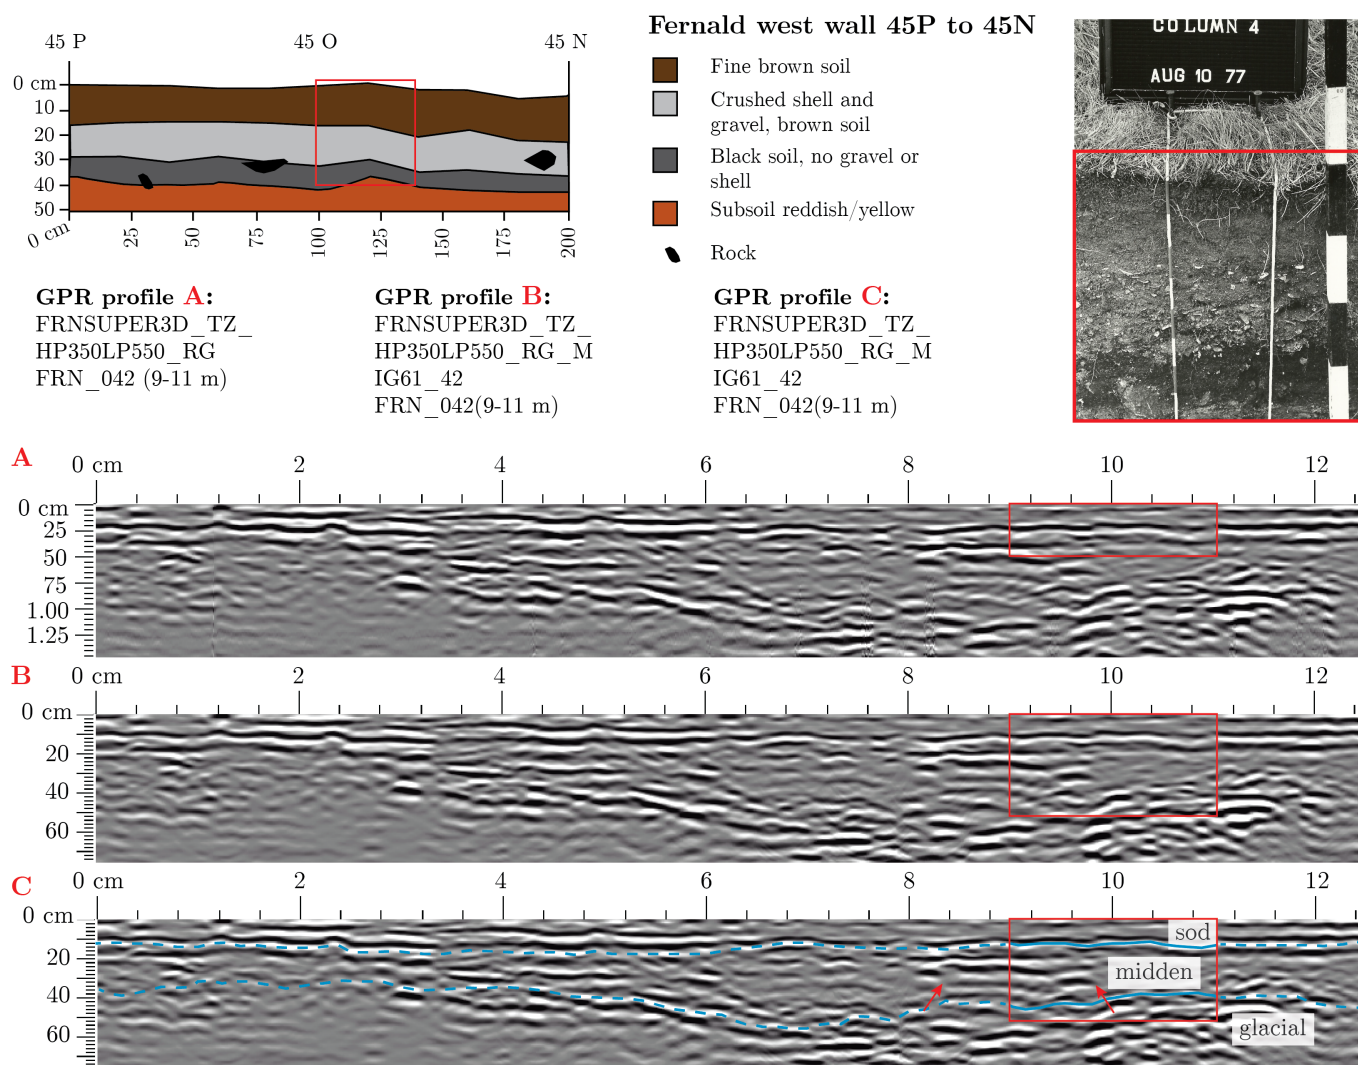 45 P
45 O
45 N
0 cm
10
20
30
40
50
0 cm
25
50
75
100
125
150
175
200
Fernald west wall 45P to 45N
Fine brown soil
Crushed shell and
gravel, brown soil
Black soil, no gravel or
shell
Subsoil reddish/yellow
Rock
COLUMN 4
AUG 10 77
GPR profile A:
FRNSUPER3D_TZ_
HP350LP550_RG
FRN_042 (9-11 m)
GPR profile B:
FRNSUPER3D_TZ_
HP350LP550_RG_M
IG61_42
FRN_042(9-11 m)
GPR profile C:
FRNSUPER3D_TZ_
HP350LP550_RG_M
IG61_42
FRN_042(9-11 m)
A
0 cm 2 4 6 8 10 12
0 cm
25
50
75
1.00
1.25
B
0 cm 2 4 6 8 10 12
0 cm
20
40
60
C
0 cm 2 4 6 8 10 12
0 cm
20
40
60
sod
midden
glacial